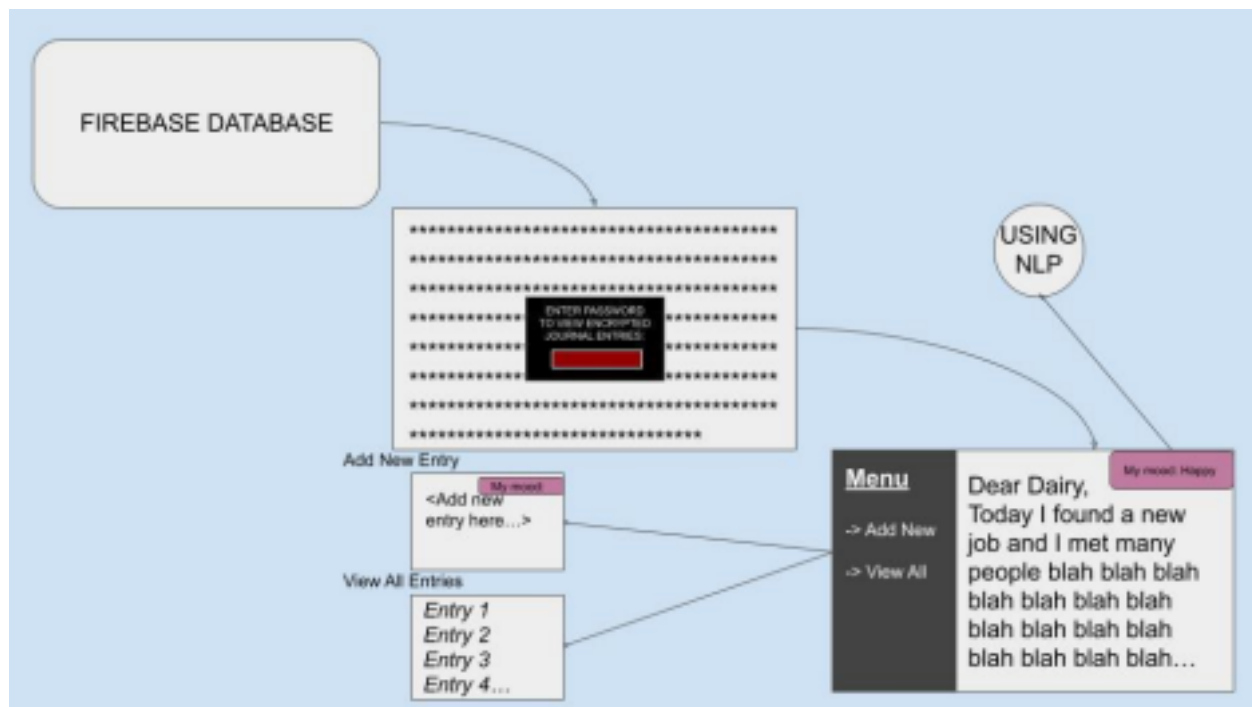 FIREBASE DATABASE
USING
NLP
****************************************
****************************************
****************************************
ENTER PASSWORD
TO VIEW ENCRYPTED
JOURNAL ENTRIES:
Add New Entry
My mood:
<Add new
entry here...>
View All Entries
Entry 1
Entry 2
Entry 3
Entry 4...
Menu
-> Add New
-> View All
My mood: Happy
Dear Dairy,
Today I found a new
job and I met many
people blah blah blah
blah blah blah blah
blah blah blah blah
blah blah blah blah...